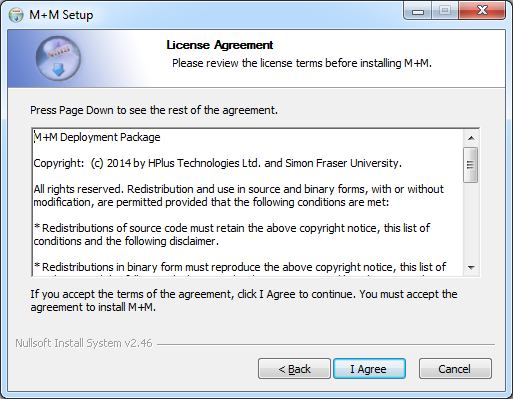 M+M Setup
License Agreement
Please review the license terms before installing M+M.
Press Page Down to see the rest of the agreement.
M+M Deployment Package
Copyright:  (c) 2014 by HPlus Technologies Ltd. and Simon Fraser University.
All rights reserved. Redistribution and use in source and binary forms, with or without
modification, are permitted provided that the following conditions are met:
* Redistributions of source code must retain the above copyright notice, this list of
conditions and the following disclaimer.
* Redistributions in binary form must reproduce the above copyright notice, this list of
If you accept the terms of the agreement, click I Agree to continue. You must accept the
agreement to install M+M.
Nullsoft Install System v2.46
< Back
I Agree
Cancel